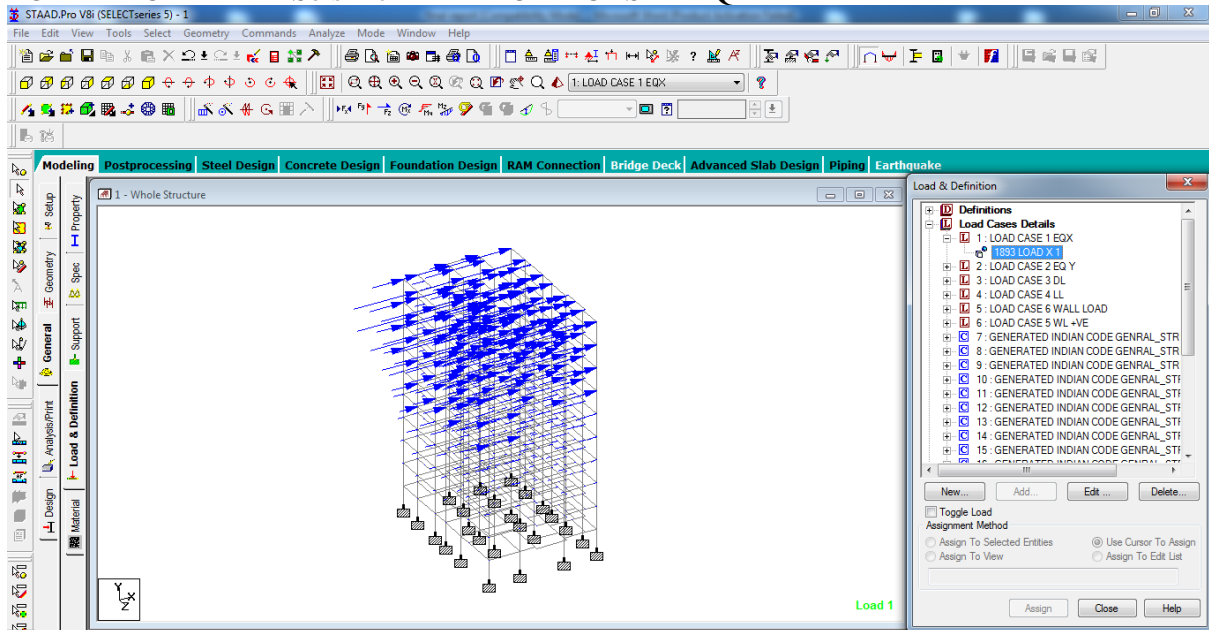 STAAD.Pro V8i (SELECTseries 5) - 1
File Edit View Tools Select Geometry Commands Analyze Mode Window Help
1: LOAD CASE 1 EQX
Modeling Postprocessing Steel Design Concrete Design Foundation Design RAM Connection Bridge Deck Advanced Slab Design Piping Earthquake
Setup
Geometry
General
Analysis/Print
Design
Property
Spec
Support
Load & Definition
Material
1 - Whole Structure
Y
X
Z
Load 1
Load & Definition
Definitions
Load Cases Details
1 : LOAD CASE 1 EQX
1893 LOAD X 1
2 : LOAD CASE 2 EQ Y
3 : LOAD CASE 3 DL
4 : LOAD CASE 4 LL
5 : LOAD CASE 6 WALL LOAD
6 : LOAD CASE 5 WL +VE
7 : GENERATED INDIAN CODE GENRAL_STR
8 : GENERATED INDIAN CODE GENRAL_STR
9 : GENERATED INDIAN CODE GENRAL_STR
10 : GENERATED INDIAN CODE GENRAL_STF
11 : GENERATED INDIAN CODE GENRAL_STF
12 : GENERATED INDIAN CODE GENRAL_STF
13 : GENERATED INDIAN CODE GENRAL_STF
14 : GENERATED INDIAN CODE GENRAL_STF
15 : GENERATED INDIAN CODE GENRAL_STF
New... Add... Edit ... Delete...
Toggle Load
Assignment Method
Assign To Selected Entities Use Cursor To Assign
Assign To View Assign To Edit List
Assign Close Help